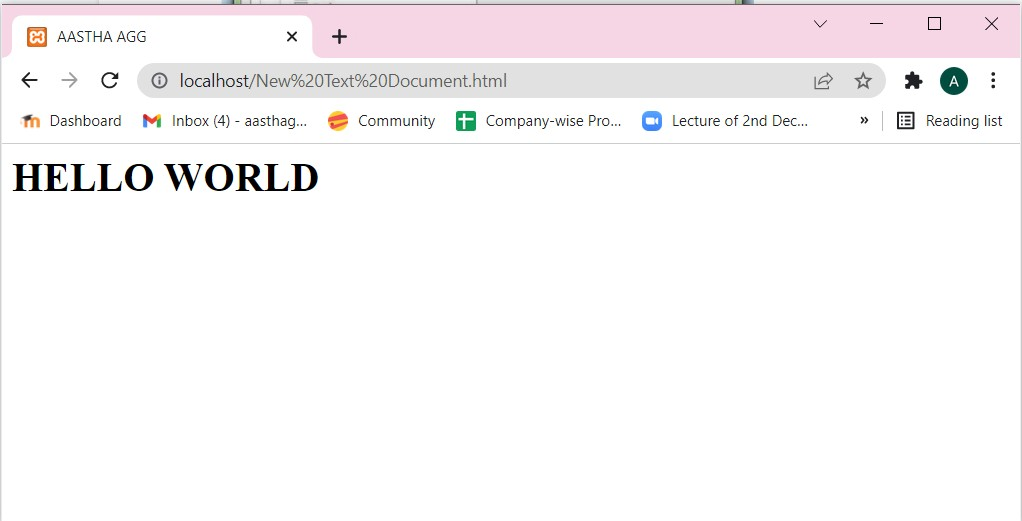 AASTHA AGG
localhost/New%20Text%20Document.html
A
Dashboard Inbox (4) - aasthag... Community Company-wise Pro... Lecture of 2nd Dec... » Reading list
HELLO WORLD